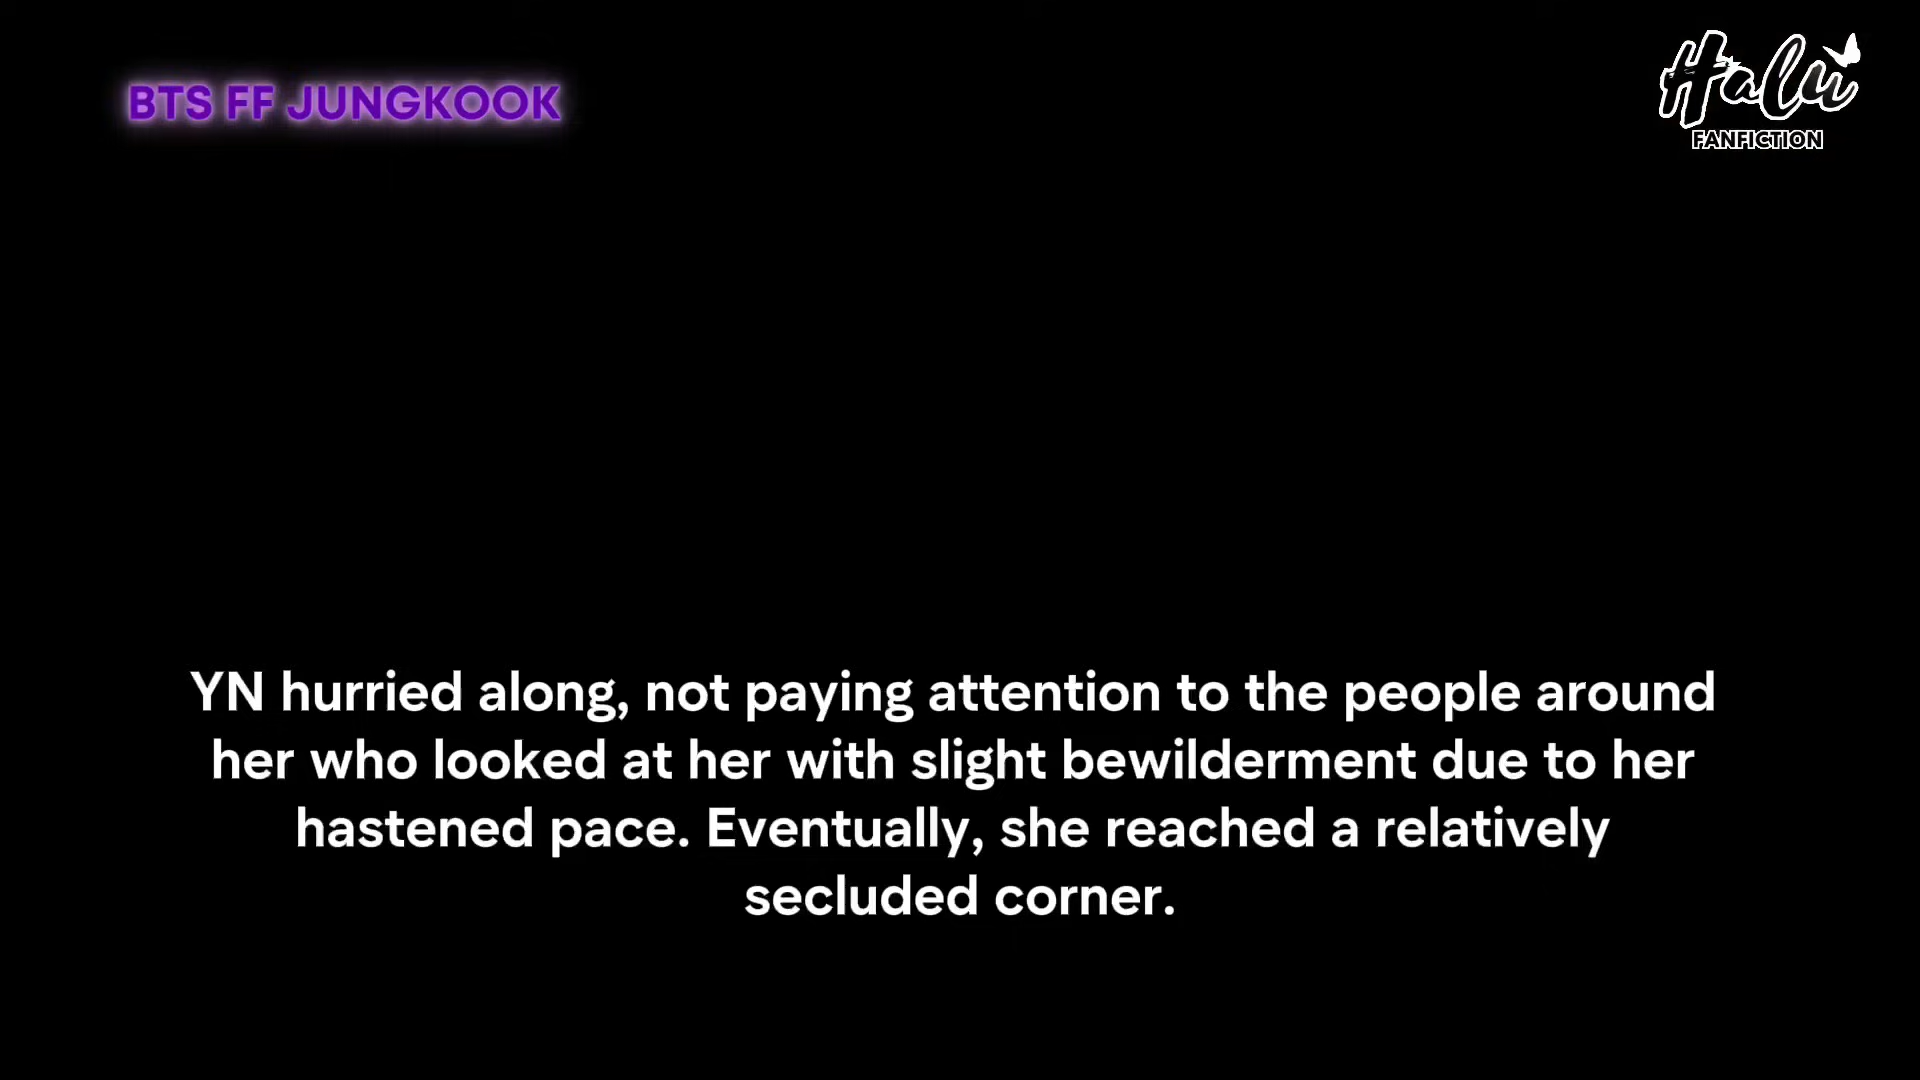 BTS FF JUNGKOOK
Halu
FANFICTION
YN hurried along, not paying attention to the people around
her who looked at her with slight bewilderment due to her
hastened pace. Eventually, she reached a relatively
secluded corner.